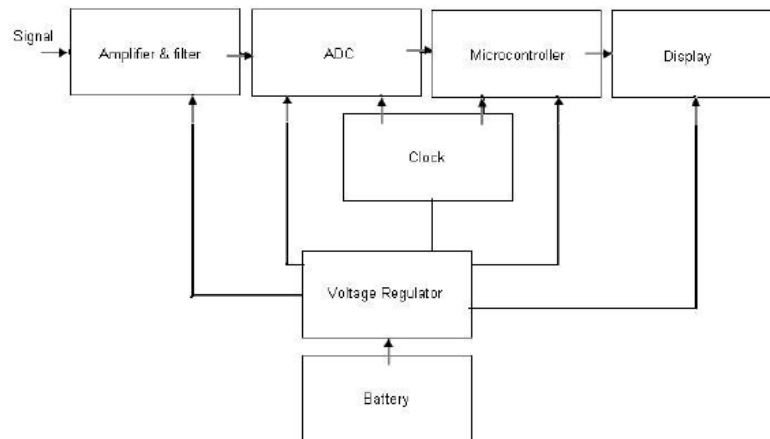 Signal
Amplifier & filter
ADC
Microcontroller
Display
Clock
Voltage Regulator
Battery